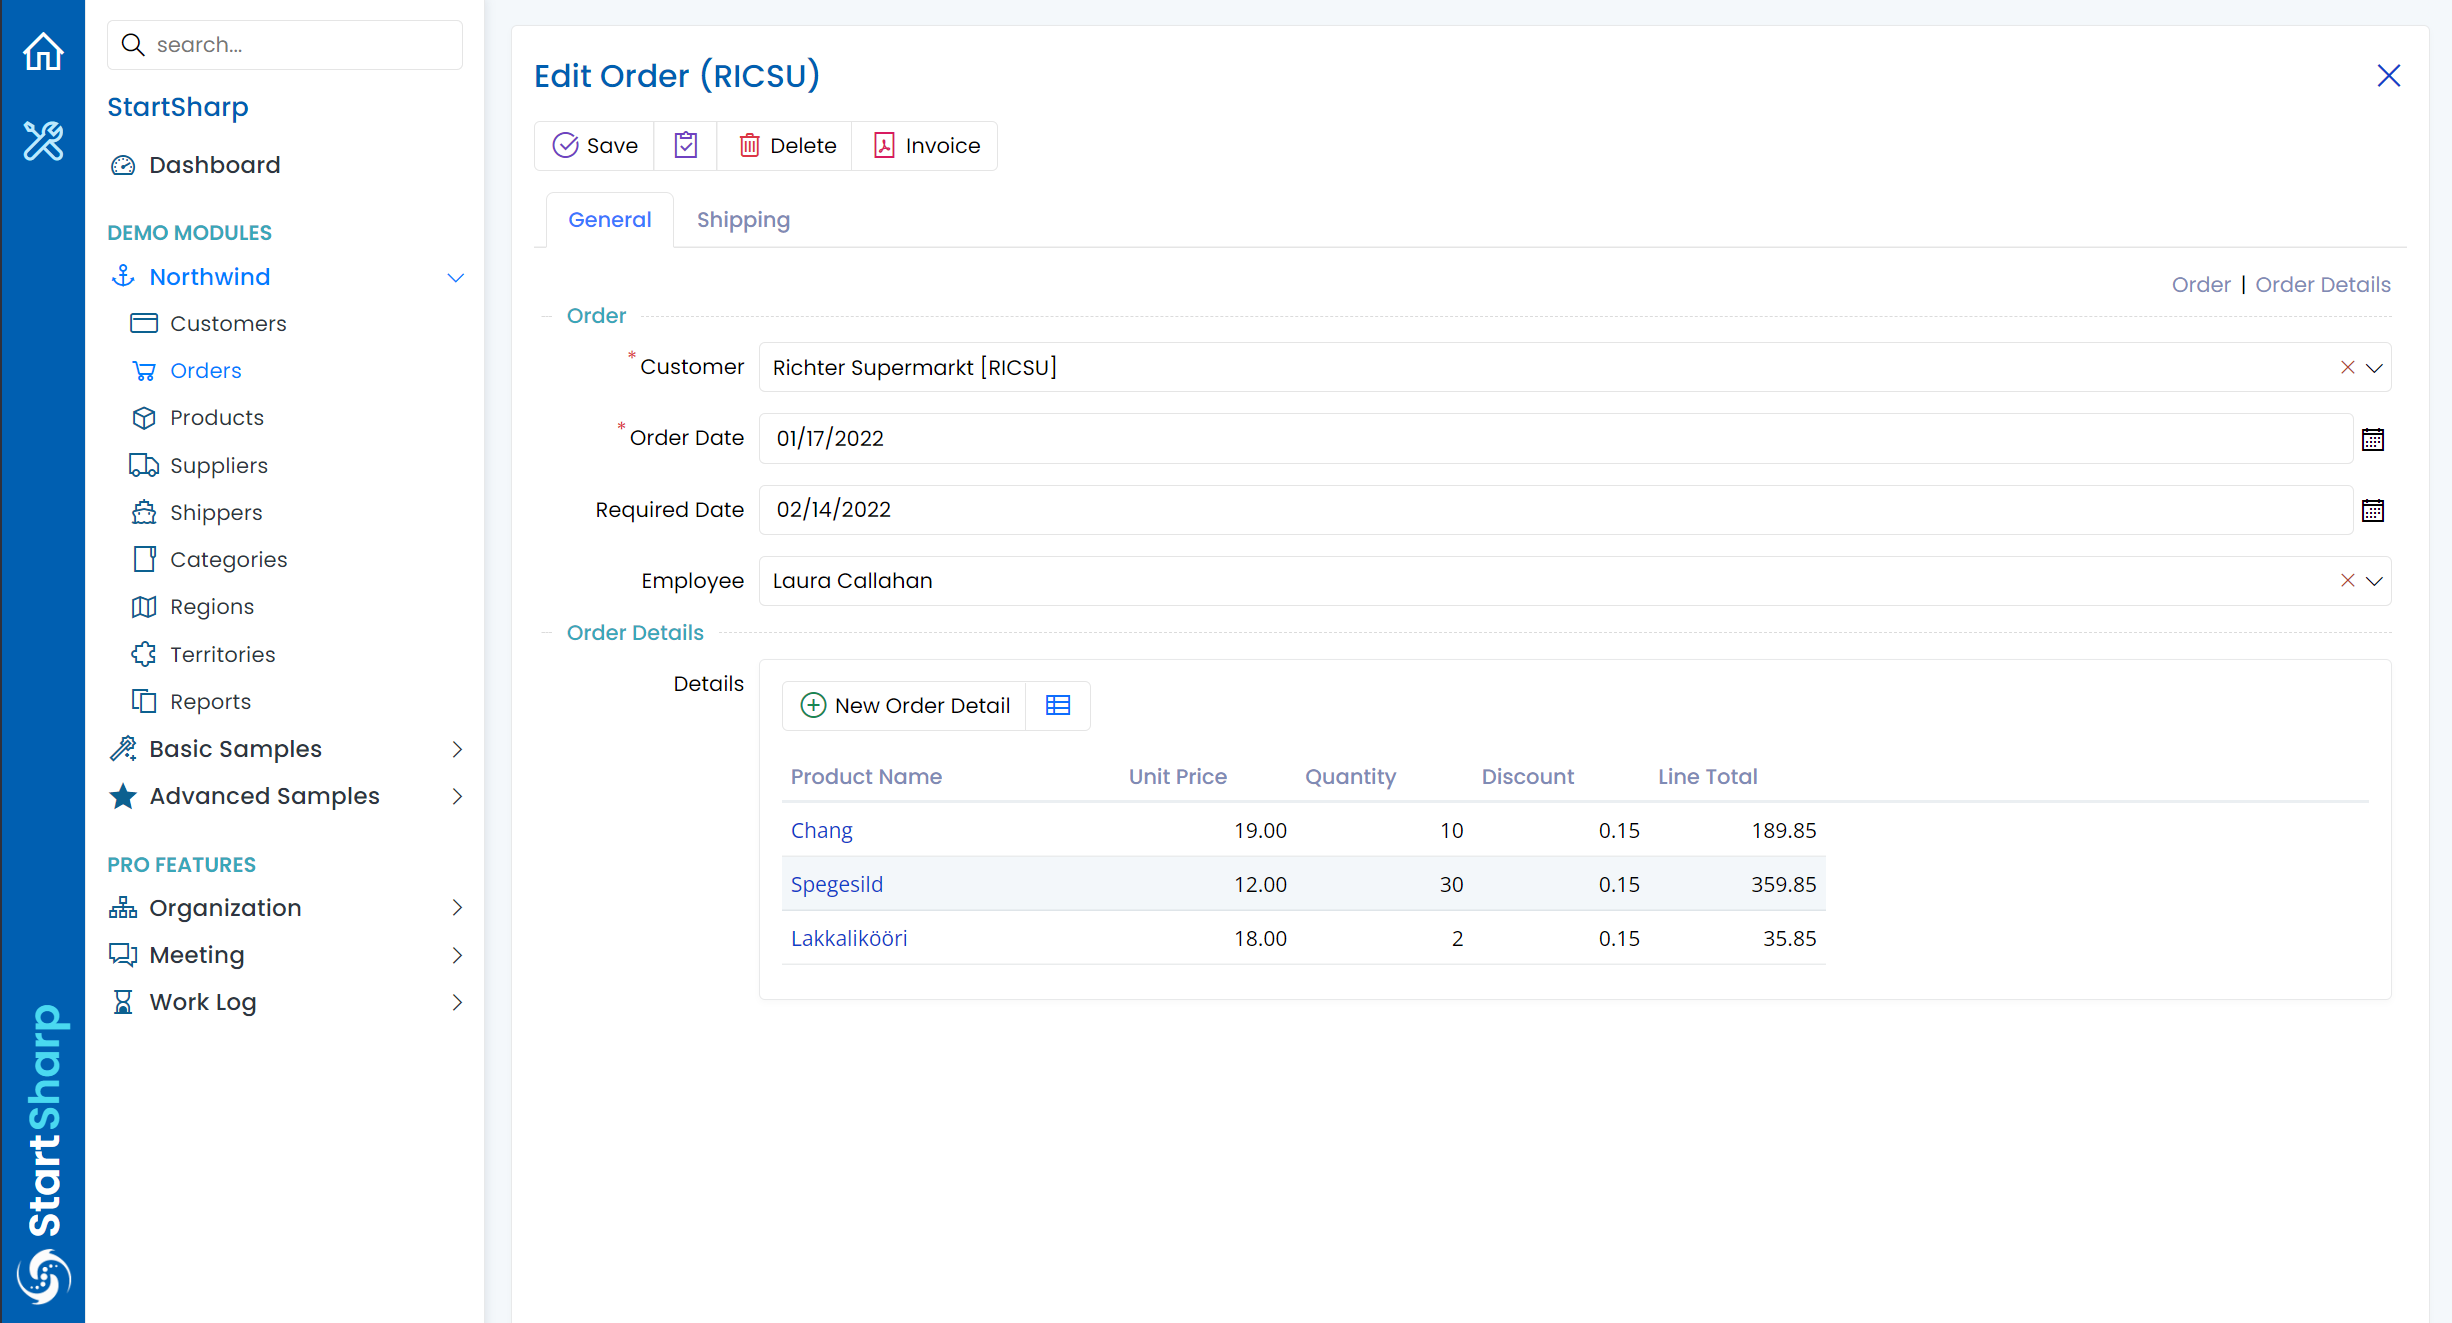 search...
StartSharp
Dashboard
DEMO MODULES
Northwind
Customers
Orders
Products
Suppliers
Shippers
Categories
Regions
Territories
Reports
Basic Samples
Advanced Samples
PRO FEATURES
Organization
Meeting
Work Log
StartSharp
Edit Order (RICSU)
Save Delete Invoice
General Shipping
Order | Order Details
Order
* Customer Richter Supermarkt [RICSU]
* Order Date 01/17/2022
Required Date 02/14/2022
Employee Laura Callahan
Order Details
Details
New Order Detail
Product Name Unit Price Quantity Discount Line Total
Chang 19.00 10 0.15 189.85
Spegesild 12.00 30 0.15 359.85
Lakkalikööri 18.00 2 0.15 35.85